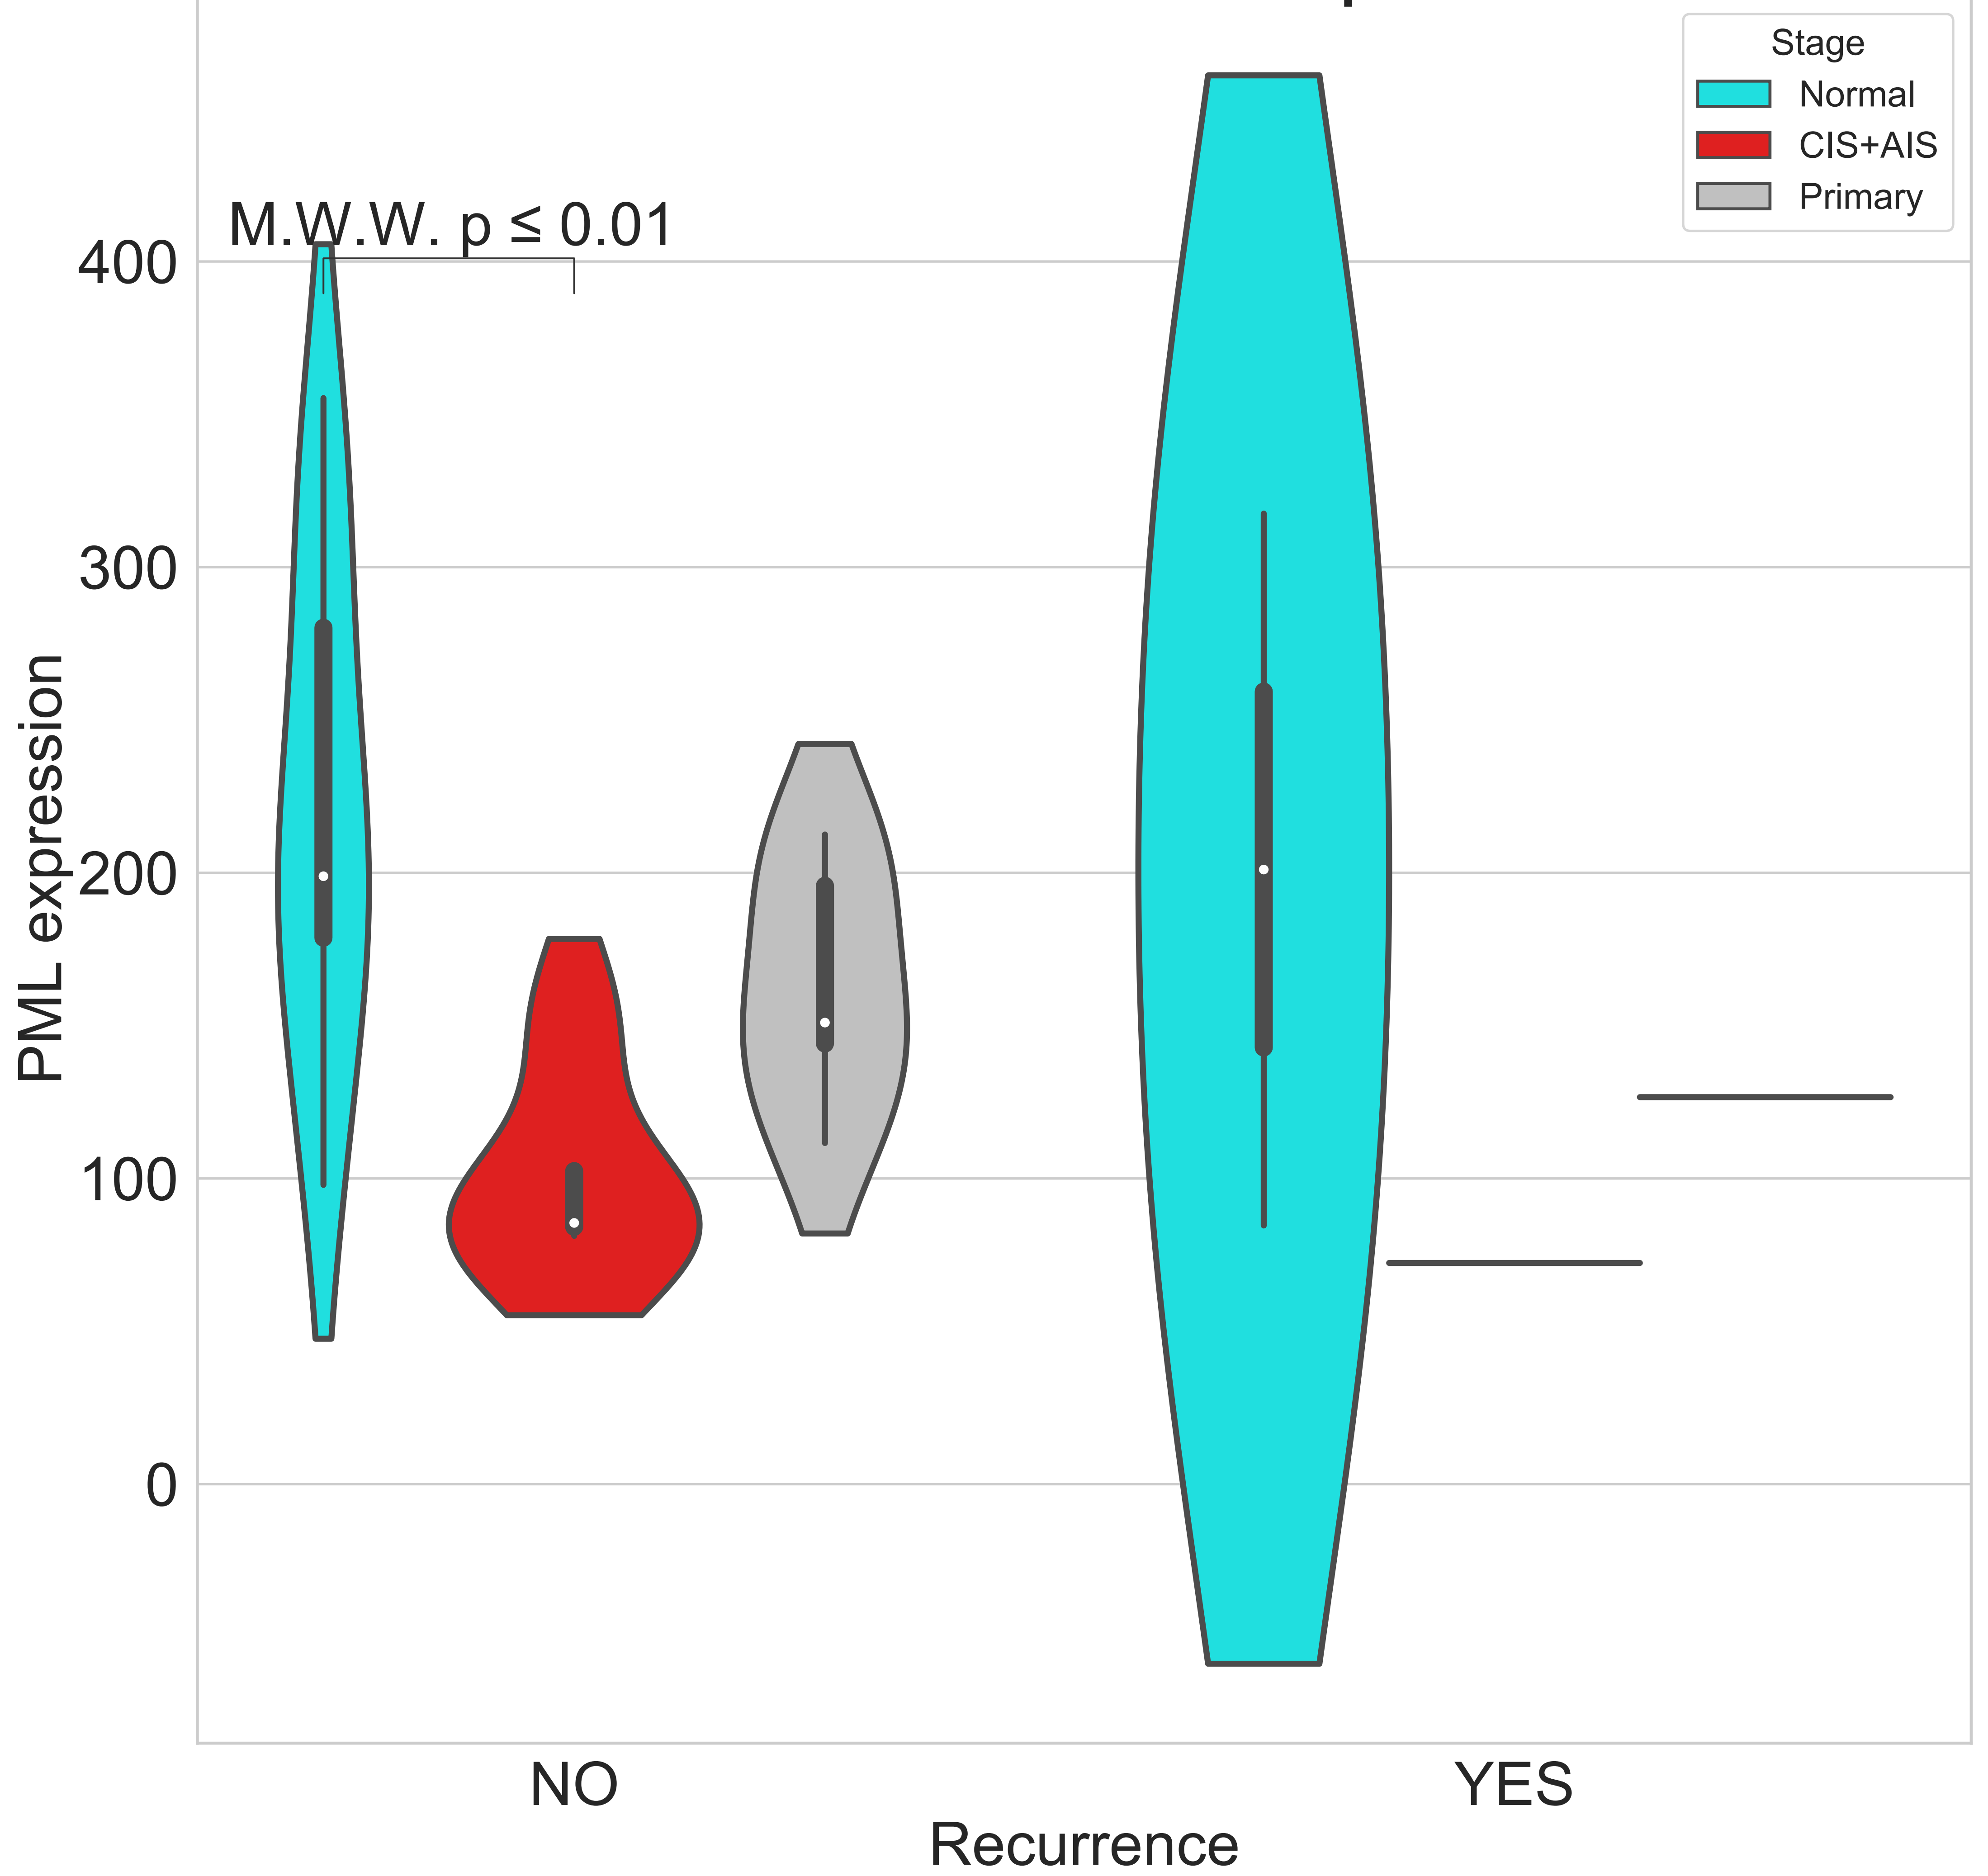 Stage
Normal
CIS+AIS
Primary
M.W.W. p ≤ 0.01
400
300
200
100
0
PML expression
NO
YES
Recurrence